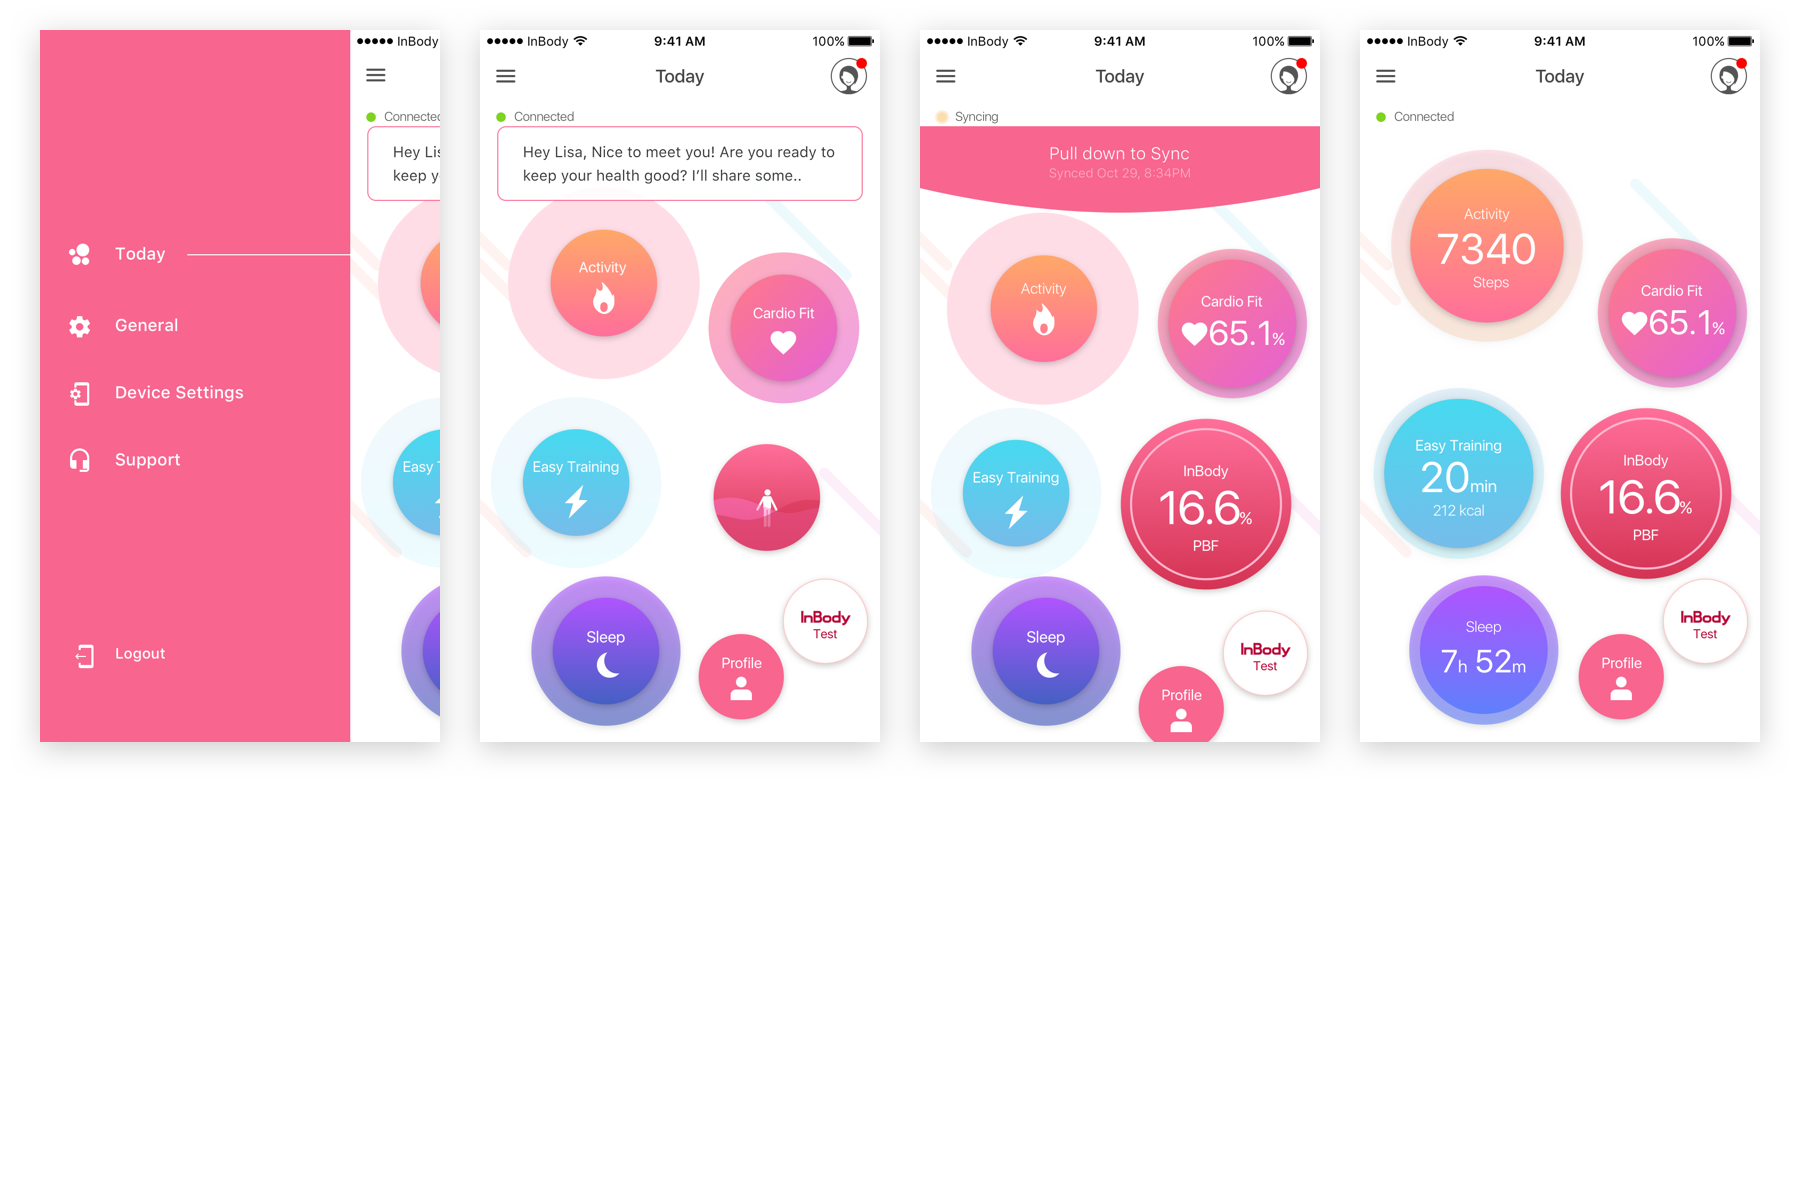 InBody
Connected
Hey Lis
keep y
Today
General
Device Settings
Support
Logout
Easy T
InBody 9:41 AM 100%
Today
Connected
Hey Lisa, Nice to meet you! Are you ready to
keep your health good? I'll share some..
Activity
Cardio Fit
Easy Training
Sleep
InBody
Test
Profile
InBody 9:41 AM 100%
Today
Syncing
Pull down to Sync
Synced Oct 29, 8:34PM
Activity
Cardio Fit
65.1%
Easy Training
InBody
16.6%
PBF
Sleep
InBody
Test
Profile
InBody 9:41 AM 100%
Today
Connected
Activity
7340
Steps
Cardio Fit
65.1%
Easy Training
20min
212 kcal
InBody
16.6%
PBF
Sleep
7h 52m
InBody
Test
Profile